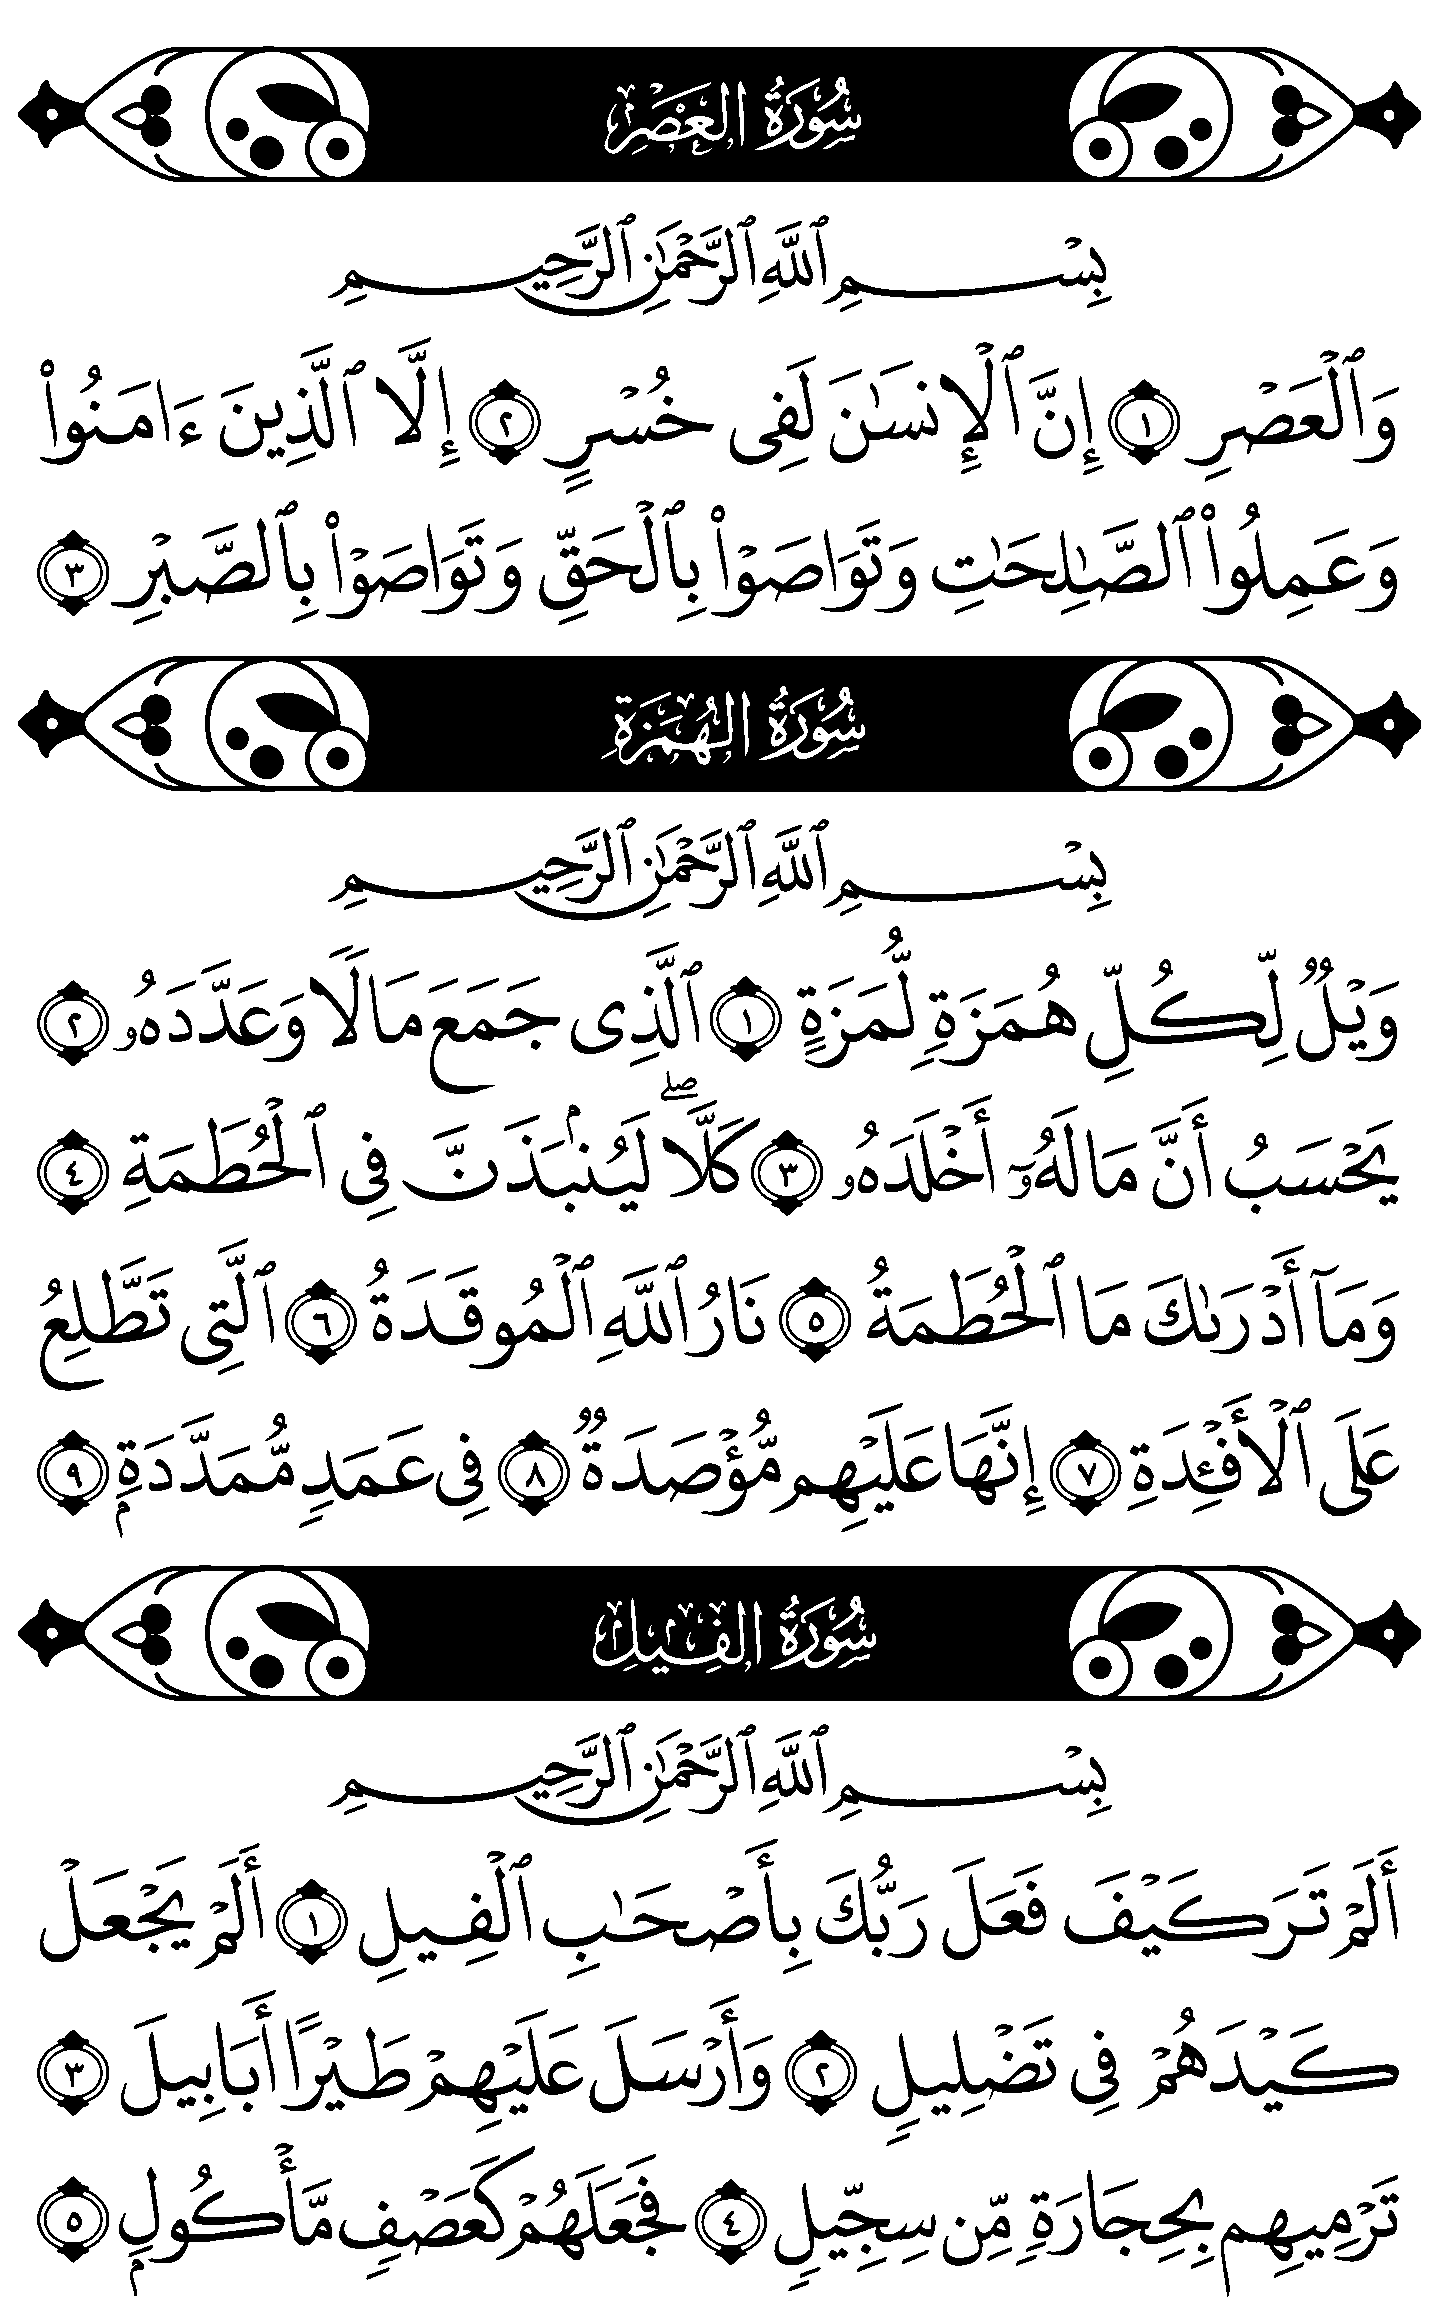 سُورَةُ العَصْرِ
بِسْمِ ٱللَّهِ ٱلرَّحْمَٰنِ ٱلرَّحِيمِ
وَٱلْعَصْرِ ١ إِنَّ ٱلْإِنسَٰنَ لَفِى خُسْرٍ ٢ إِلَّا ٱلَّذِينَ ءَامَنُوا۟
وَعَمِلُوا۟ ٱلصَّٰلِحَٰتِ وَتَوَاصَوْا۟ بِٱلْحَقِّ وَتَوَاصَوْا۟ بِٱلصَّبْرِ ٣
سُورَةُ الهُمَزَةِ
بِسْمِ ٱللَّهِ ٱلرَّحْمَٰنِ ٱلرَّحِيمِ
وَيْلٌ لِّكُلِّ هُمَزَةٍ لُّمَزَةٍ ١ ٱلَّذِى جَمَعَ مَالًا وَعَدَّدَهُۥ ٢
يَحْسَبُ أَنَّ مَالَهُۥٓ أَخْلَدَهُۥ ٣ كَلَّا ۖ لَيُنۢبَذَنَّ فِى ٱلْحُطَمَةِ ٤
وَمَآ أَدْرَىٰكَ مَا ٱلْحُطَمَةُ ٥ نَارُ ٱللَّهِ ٱلْمُوقَدَةُ ٦ ٱلَّتِى تَطَّلِعُ
عَلَى ٱلْأَفْـِٔدَةِ ٧ إِنَّهَا عَلَيْهِم مُّؤْصَدَةٌ ٨ فِى عَمَدٍ مُّمَدَّدَةٍۭ ٩
سُورَةُ الفِيلِ
بِسْمِ ٱللَّهِ ٱلرَّحْمَٰنِ ٱلرَّحِيمِ
أَلَمْ تَرَ كَيْفَ فَعَلَ رَبُّكَ بِأَصْحَٰبِ ٱلْفِيلِ ١ أَلَمْ يَجْعَلْ
كَيْدَهُمْ فِى تَضْلِيلٍ ٢ وَأَرْسَلَ عَلَيْهِمْ طَيْرًا أَبَابِيلَ ٣
تَرْمِيهِم بِحِجَارَةٍ مِّن سِجِّيلٍ ٤ فَجَعَلَهُمْ كَعَصْفٍ مَّأْكُولٍۭ ٥